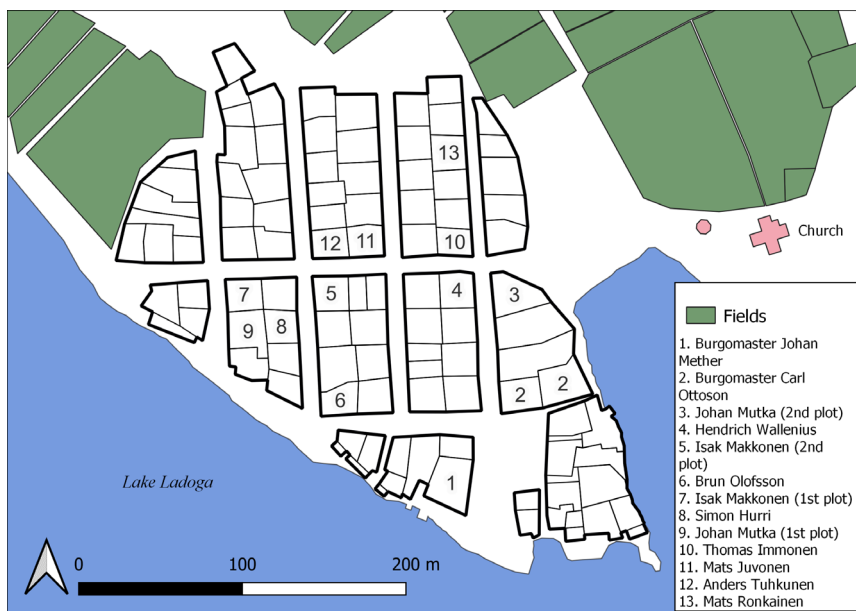 13
12
11
10
Church
7
5
4
3
9
8
6
2
2
1
Lake Ladoga
0
100
200 m
Fields
1. Burgomaster Johan
Mether
2. Burgomaster Carl
Ottoson
3. Johan Mutka (2nd plot)
4. Hendrich Wallenius
5. Isak Makkonen (2nd
plot)
6. Brun Olofsson
7. Isak Makkonen (1st plot)
8. Simon Hurri
9. Johan Mutka (1st plot)
10. Thomas Immonen
11. Mats Juvonen
12. Anders Tuhkunen
13. Mats Ronkainen